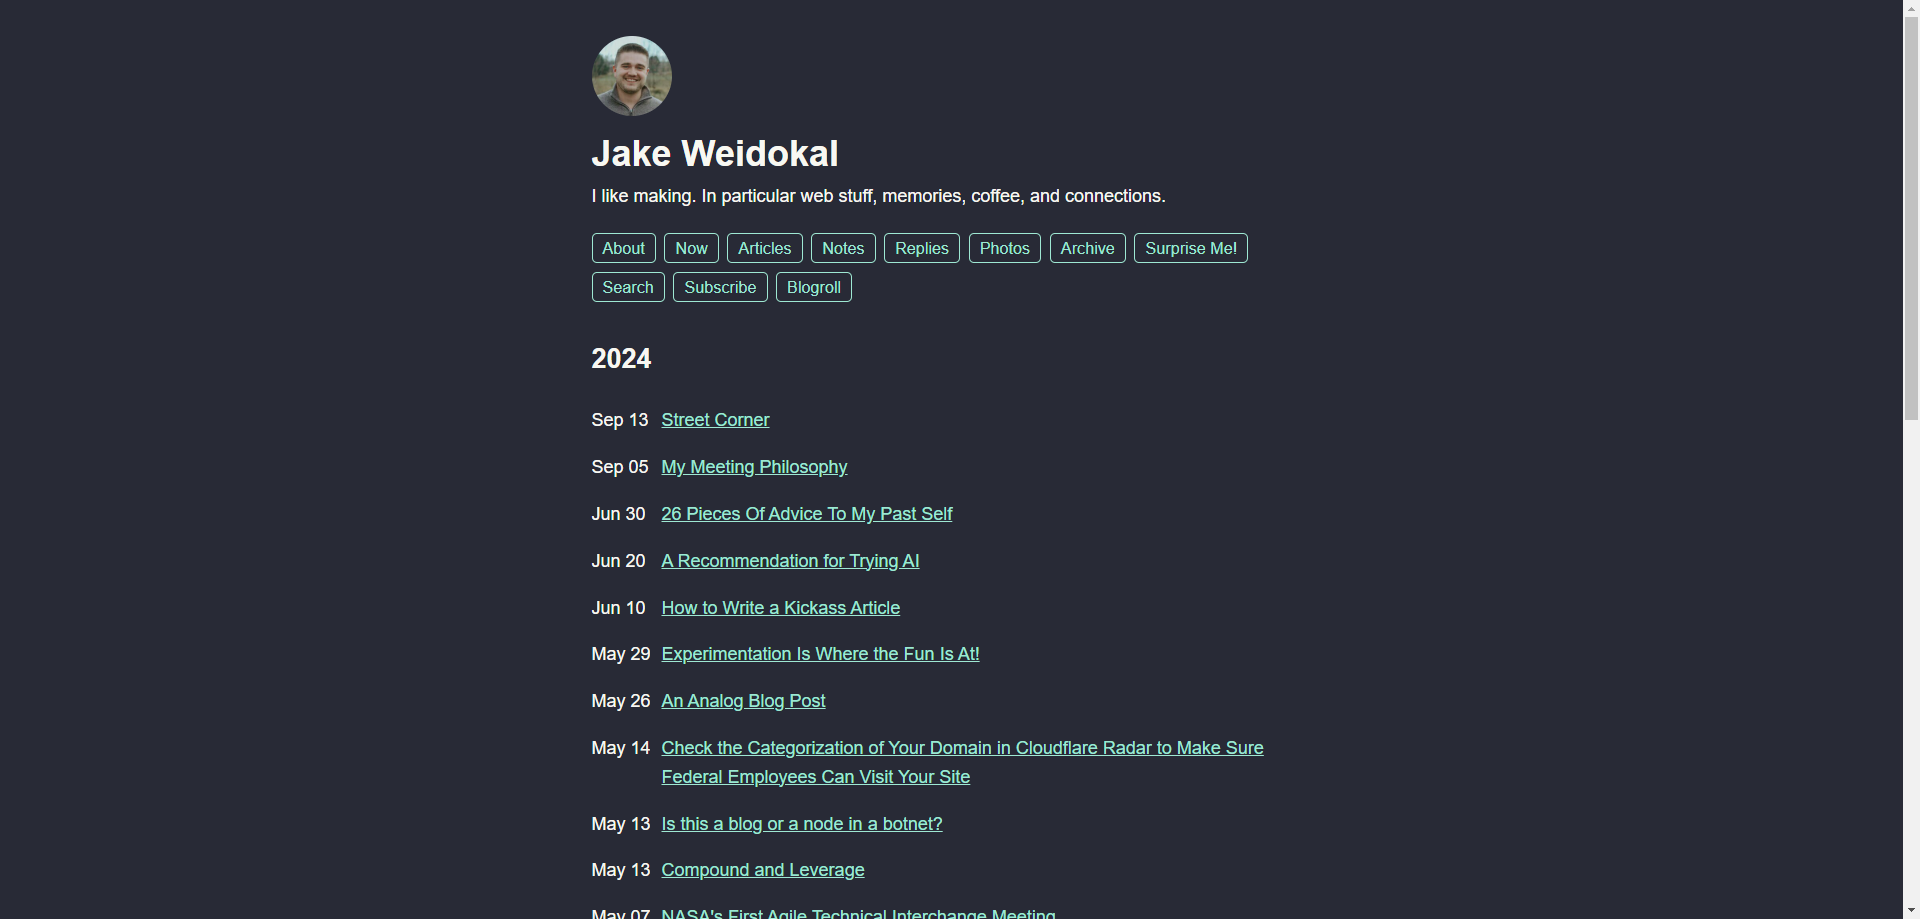 Jake Weidokal
I like making. In particular web stuff, memories, coffee, and connections.
About Now Articles Notes Replies Photos Archive Surprise Me!
Search Subscribe Blogroll
2024
Sep 13 Street Corner
Sep 05 My Meeting Philosophy
Jun 30 26 Pieces Of Advice To My Past Self
Jun 20 A Recommendation for Trying AI
Jun 10 How to Write a Kickass Article
May 29 Experimentation Is Where the Fun Is At!
May 26 An Analog Blog Post
May 14 Check the Categorization of Your Domain in Cloudflare Radar to Make Sure
Federal Employees Can Visit Your Site
May 13 Is this a blog or a node in a botnet?
May 13 Compound and Leverage
May 07 NASA's First Agile Technical Interchange Meeting